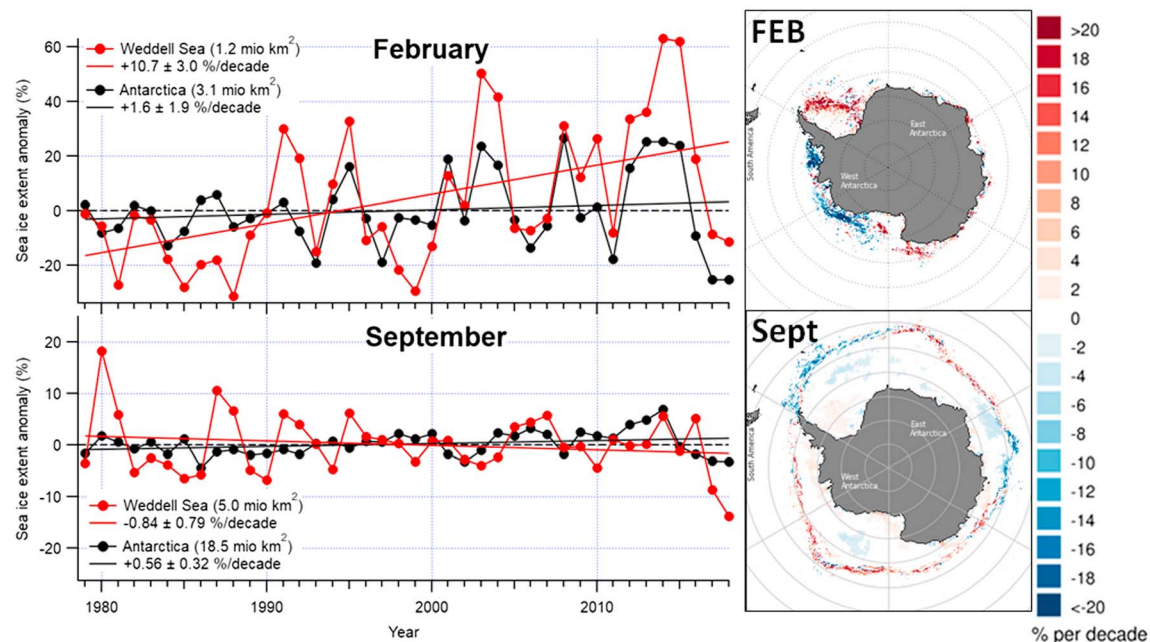 February
Weddell Sea (1.2 mio km²)
+10.7 ± 3.0 %/decade
Antarctica (3.1 mio km²)
+1.6 ± 1.9 %/decade
Sea ice extent anomaly (%)
60
40
20
0
-20
September
Sea ice extent anomaly (%)
20
10
0
-10
-20
Weddell Sea (5.0 mio km²)
-0.84 ± 0.79 %/decade
Antarctica (18.5 mio km²)
+0.56 ± 0.32 %/decade
1980
1990
2000
2010
Year
FEB
South America
East
Antarctica
West
Antarctica
Sept
South America
East
Antarctica
West
Antarctica
>20
18
16
14
12
10
8
6
4
2
0
-2
-4
-6
-8
-10
-12
-14
-16
-18
<-20
% per decade